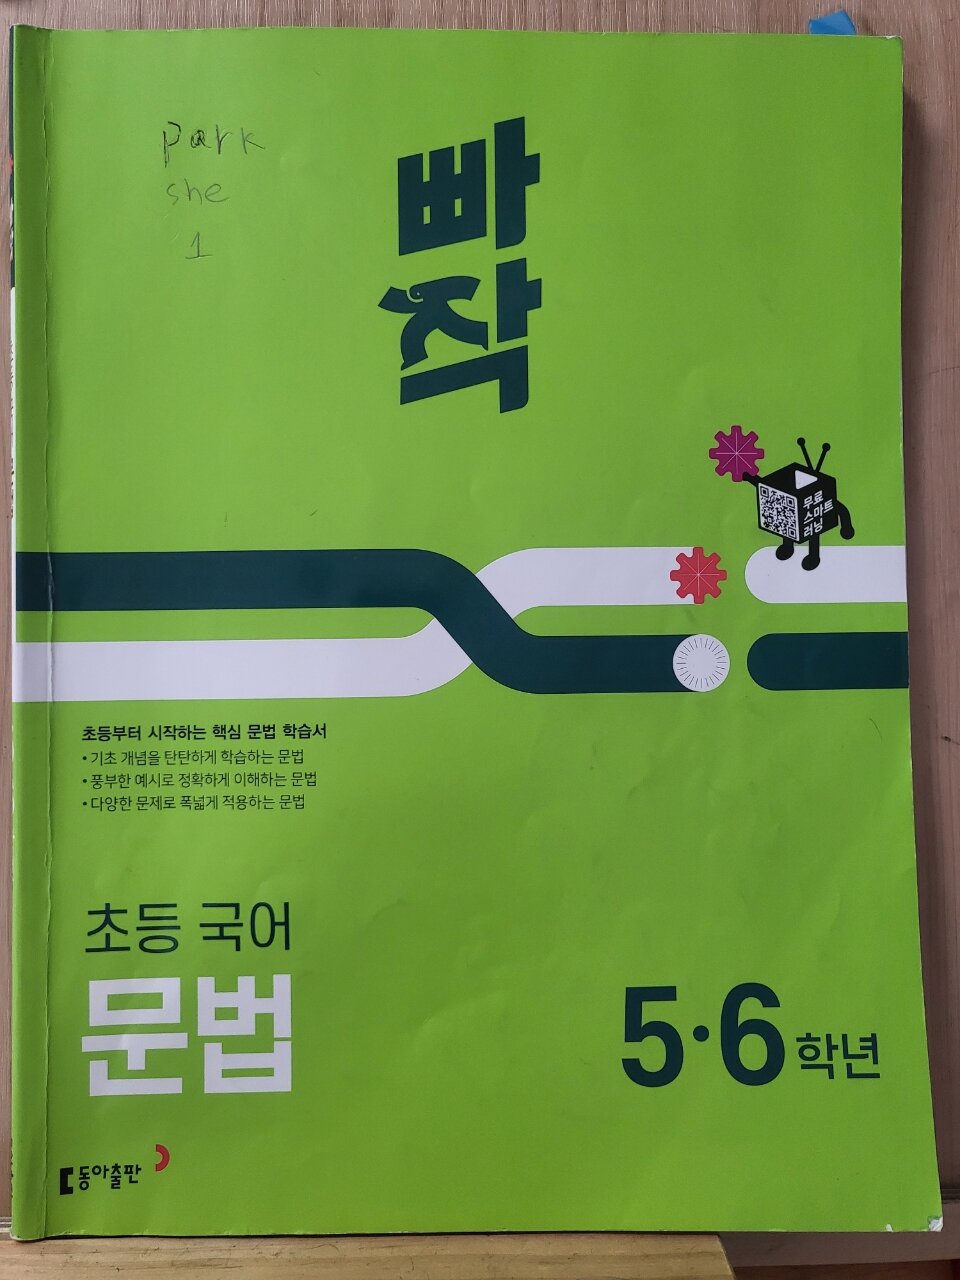 park
she
1
빠작
무료
스마트
러닝
초등부터 시작하는 핵심 문법 학습서
• 기초 개념을 탄탄하게 학습하는 문법
• 풍부한 예시로 정확하게 이해하는 문법
• 다양한 문제로 폭넓게 적용하는 문법
초등 국어
문법
5·6학년
동아출판